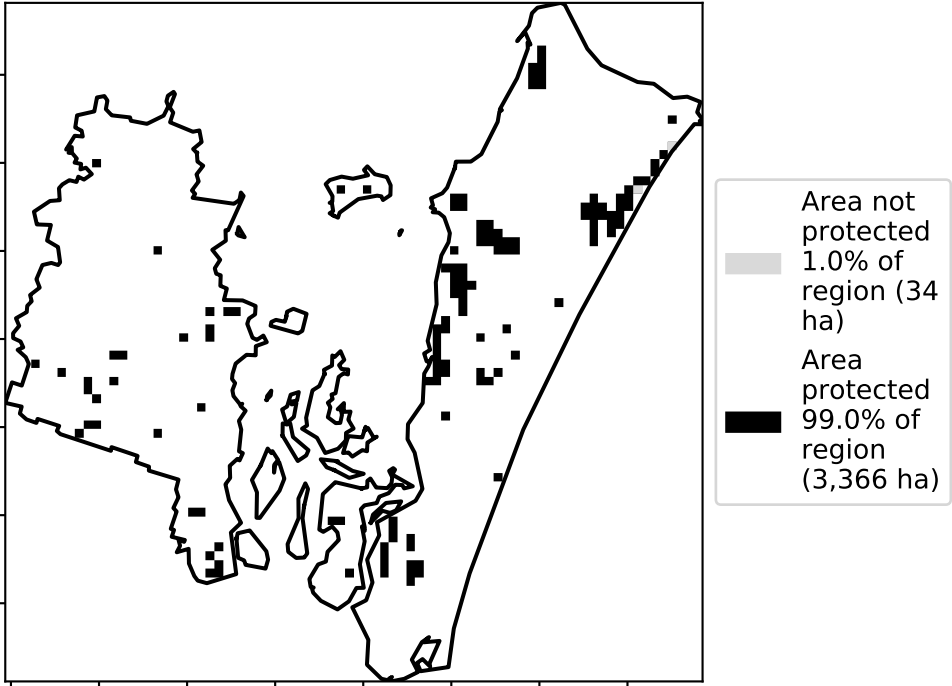 Area not
protected
1.0% of
region (34
ha)
Area
protected
99.0% of
region
(3,366 ha)